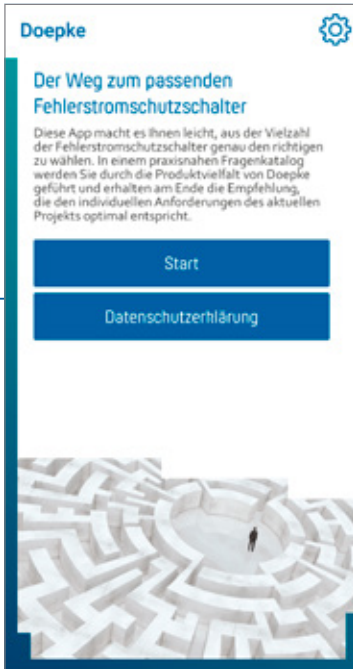 Doepke
Der Weg zum passenden
Fehlerstromschutzschalter
Diese App macht es Ihnen leicht, aus der Vielzahl
der Fehlerstromschutzschalter genau den richtigen
zu wählen. In einem praxisnahen Fragenkatalog
werden Sie durch die Produktvielfalt von Doepke
geführt und erhalten am Ende die Empfehlung,
die den individuellen Anforderungen des aktuellen
Projekts optimal entspricht.
Start
Datenschutzerhlärung